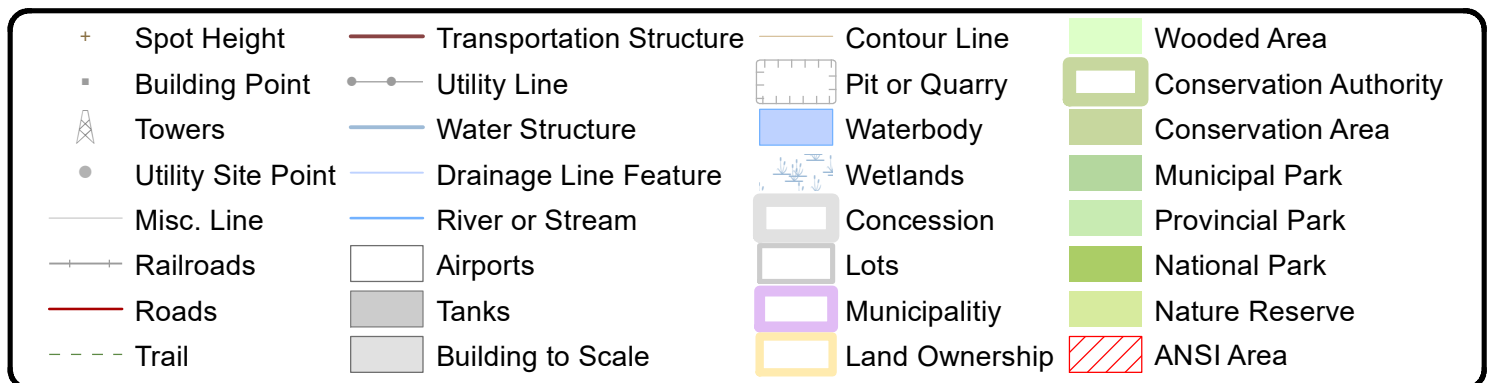 Spot Height
Building Point
Towers
Utility Site Point
Misc. Line
Railroads
Roads
Trail
Transportation Structure
Utility Line
Water Structure
Drainage Line Feature
River or Stream
Airports
Tanks
Building to Scale
Contour Line
Pit or Quarry
Waterbody
Wetlands
Concession
Lots
Municipalitiy
Land Ownership
Wooded Area
Conservation Authority
Conservation Area
Municipal Park
Provincial Park
National Park
Nature Reserve
ANSI Area